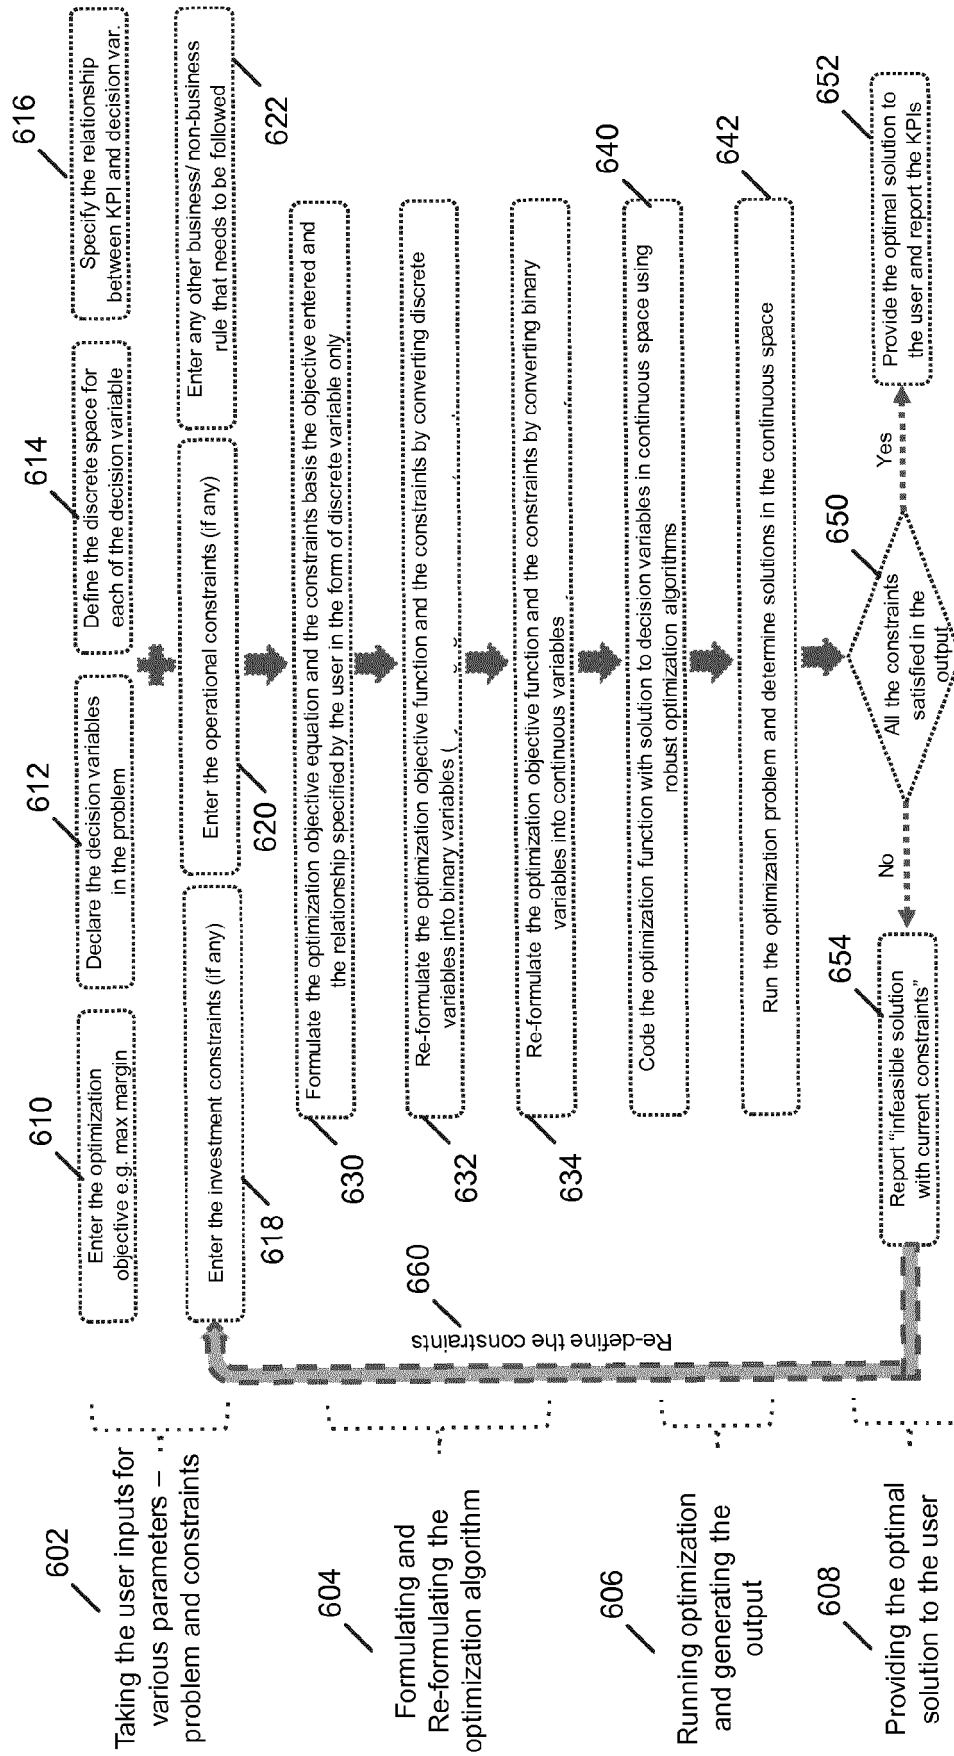 602
Taking the user inputs for
various parameters –
problem and constraints
610
Enter the optimization
objective e.g. max margin
612
Declare the decision variables
in the problem
614
Define the discrete space for
each of the decision variable
616
Specify the relationship
between KPI and decision var.
Enter the investment constraints (if any)
618
Enter the operational constraints (if any)
620
Enter any other business/ non-business
rule that needs to be followed
622
604
Formulating and
Re-formulating the
optimization algorithm
Formulate the optimization objective equation and the constraints basis the objective entered and
the relationship specified by the user in the form of discrete variable only
630
Re-formulate the optimization objective function and the constraints by converting discrete
variables into binary variables (
632
Re-formulate the optimization objective function and the constraints by converting binary
variables into continuous variables
634
660
Re-define the constraints
606
Running optimization
and generating the
output
Code the optimization function with solution to decision variables in continuous space using
robust optimization algorithms
640
Run the optimization problem and determine solutions in the continuous space
642
608
Providing the optimal
solution to the user
654
Report “infeasible solution
with current constraints”
No
650
All the constraints
satisfied in the
output
Yes
652
Provide the optimal solution to
the user and report the KPIs